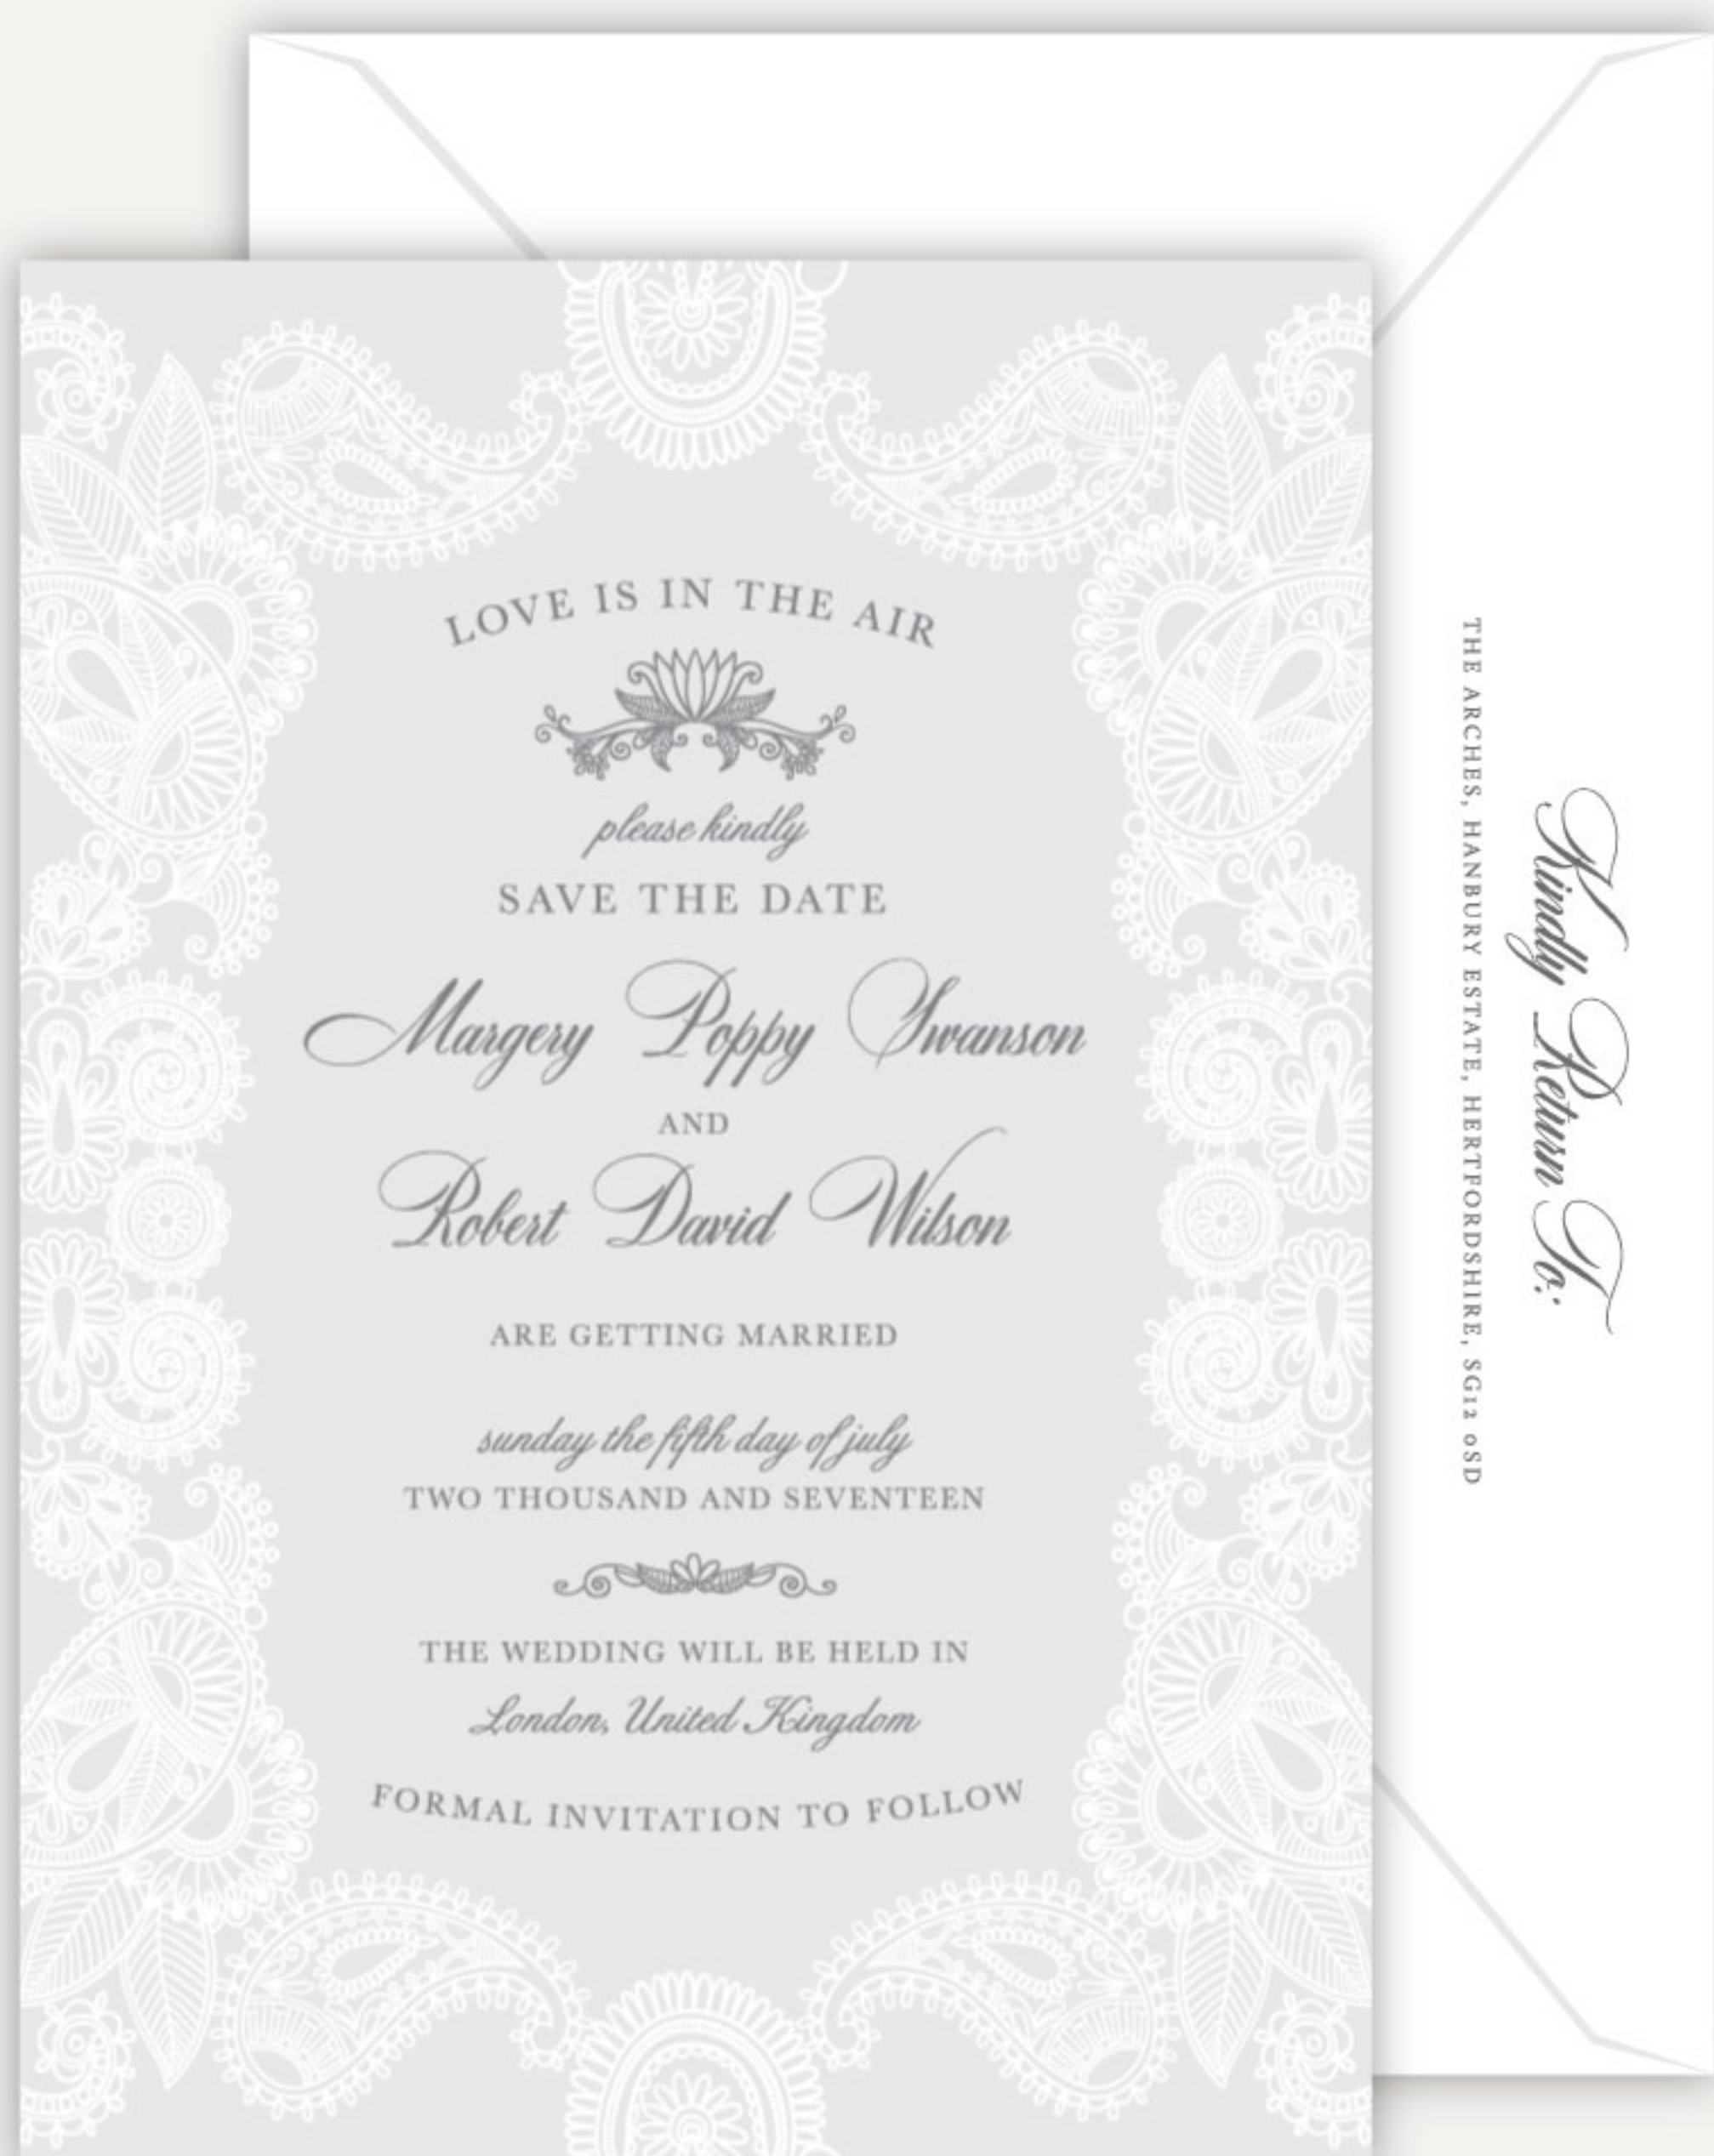 LOVE IS IN THE AIR
please kindly
SAVE THE DATE
Margery Poppy Swanson
AND
Robert David Wilson
ARE GETTING MARRIED
sunday the fifth day of july
TWO THOUSAND AND SEVENTEEN
THE WEDDING WILL BE HELD IN
London, United Kingdom
FORMAL INVITATION TO FOLLOW
Kindly Return To:
THE ARCHES, HANBURY ESTATE, HERTFORDSHIRE, SG12 0SD